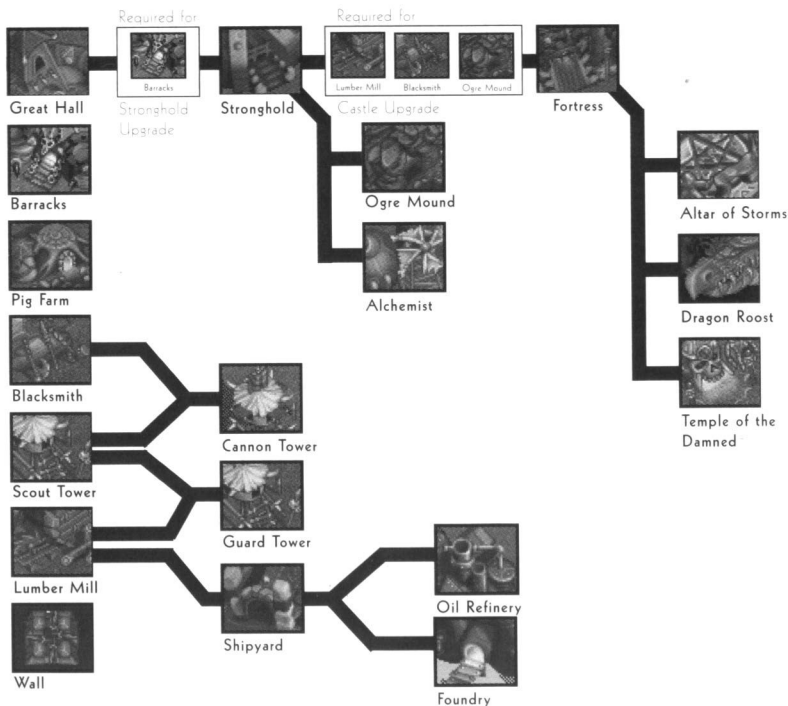 Required for
Required for
Barracks
Lumber Mill
Blacksmith
Ogre Mound
Great Hall
Stronghold
Upgrade
Stronghold
Castle Upgrade
Fortress
Barracks
Ogre Mound
Altar of Storms
Pig Farm
Alchemist
Dragon Roost
Blacksmith
Cannon Tower
Temple of the
Damned
Scout Tower
Guard Tower
Lumber Mill
Oil Refinery
Shipyard
Wall
Foundry